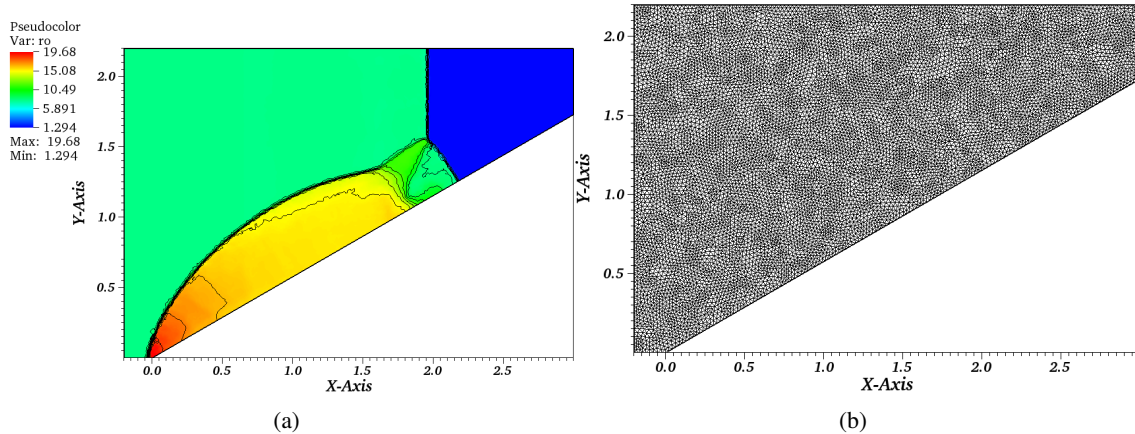 Pseudocolor
Var: ro
19.68
15.08
10.49
5.891
1.294
Max: 19.68
Min: 1.294
2.0
1.5
1.0
0.5
Y-Axis
0.0 0.5 1.0 1.5 2.0 2.5
X-Axis
(a)
2.0
1.5
1.0
0.5
Y-Axis
0.0 0.5 1.0 1.5 2.0 2.5
X-Axis
(b)